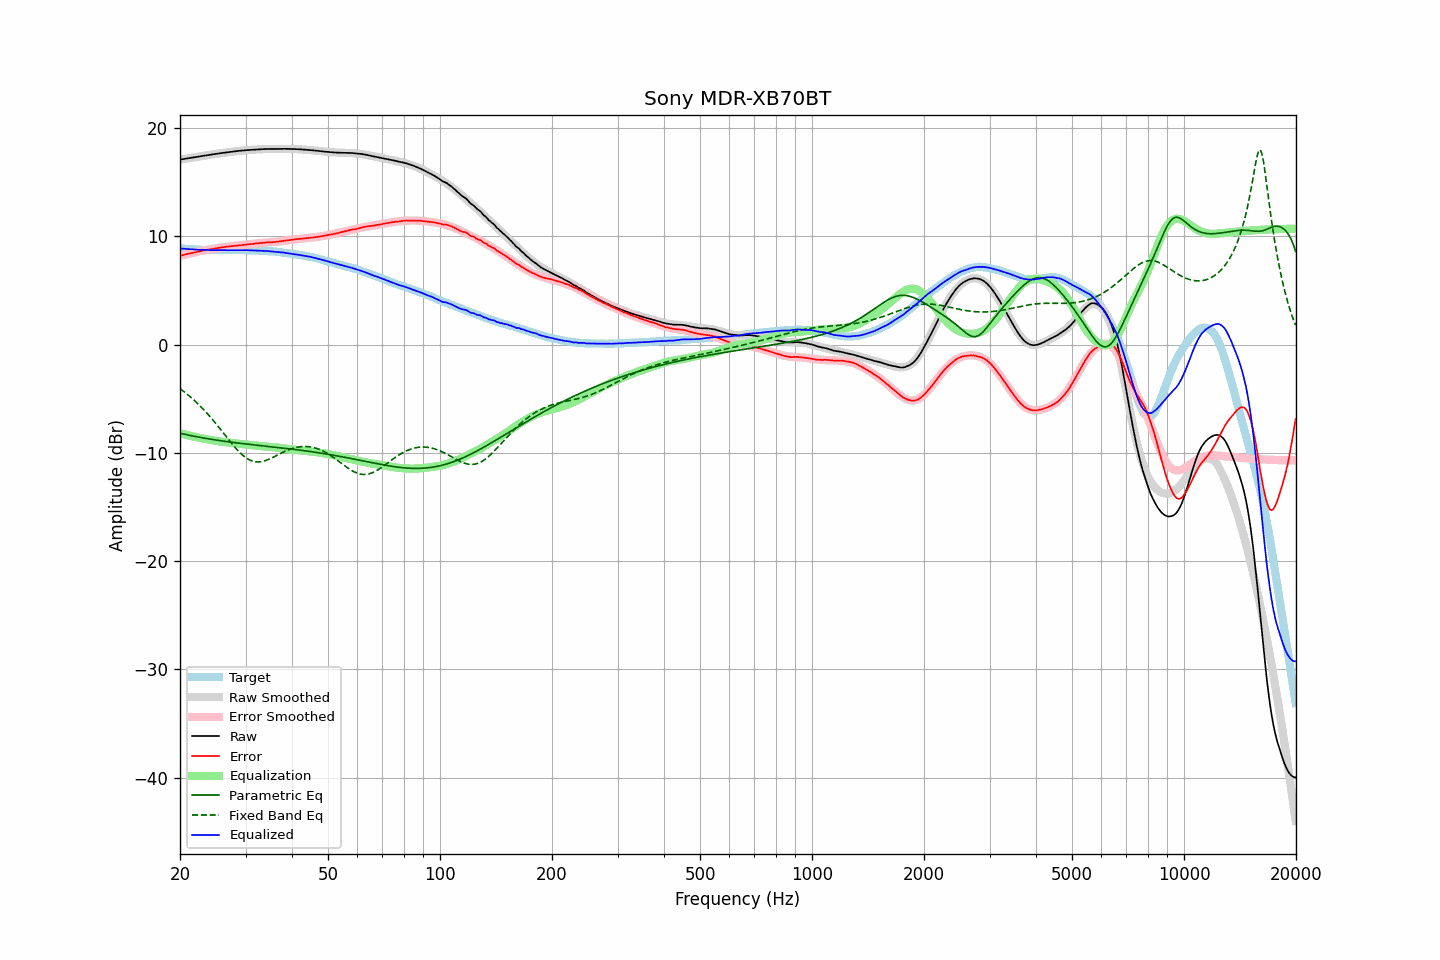 Sony MDR-XB70BT
Amplitude (dBr)
20
10
0
−10
−20
−30
−40
Target
Raw Smoothed
Error Smoothed
Raw
Error
Equalization
Parametric Eq
Fixed Band Eq
Equalized
20 50 100 200 500 1000 2000 5000 10000 20000
Frequency (Hz)